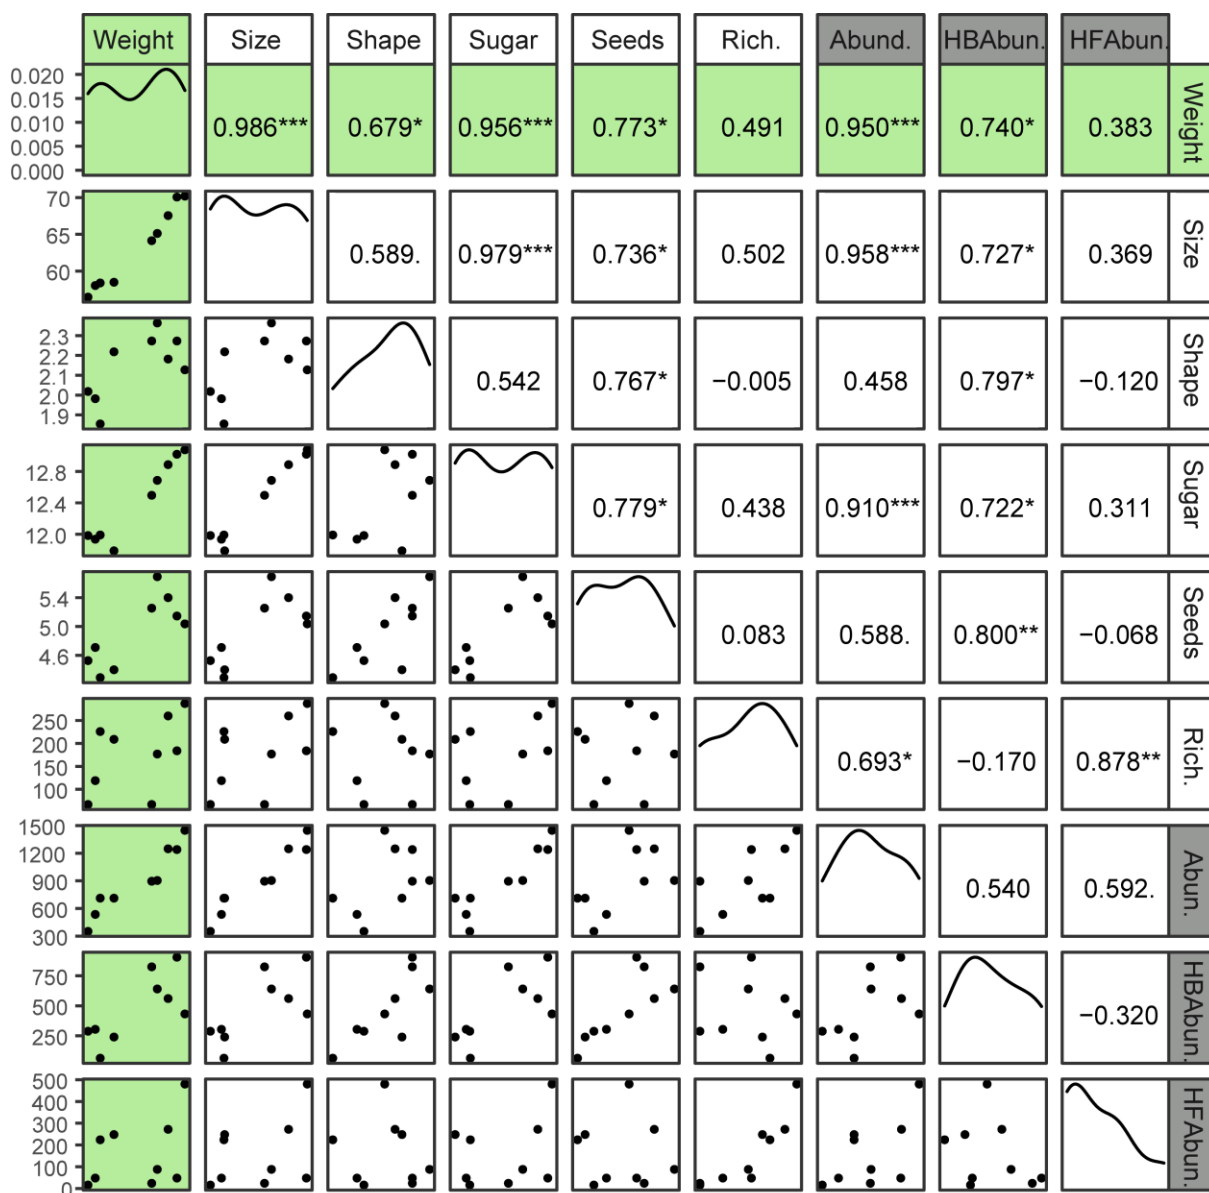 Weight Size Shape Sugar Seeds Rich. Abund. HBAbun. HFAbun.
0.020
0.015
0.010
0.005
0.000
0.986*** 0.679* 0.956*** 0.773* 0.491 0.950*** 0.740* 0.383
Weight
70
65
60
0.589. 0.979*** 0.736* 0.502 0.958*** 0.727* 0.369
Size
2.3
2.2
2.1
2.0
1.9
0.542 0.767* −0.005 0.458 0.797* −0.120
Shape
12.8
12.4
12.0
0.779* 0.438 0.910*** 0.722* 0.311
Sugar
5.4
5.0
4.6
0.083 0.588. 0.800** −0.068
Seeds
250
200
150
100
0.693* −0.170 0.878**
Rich.
1500
1200
900
600
300
0.540 0.592.
Abun.
750
500
250
−0.320
HBAbun.
500
400
300
200
100
0
HFAbun.